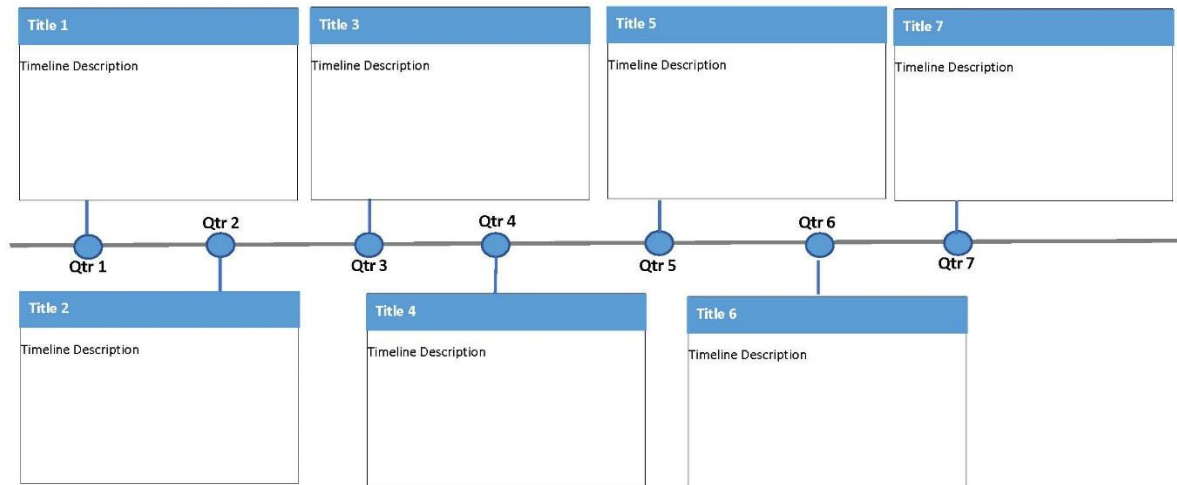 Title 1
Timeline Description
Title 3
Timeline Description
Title 5
Timeline Description
Title 7
Timeline Description
Qtr 1
Qtr 2
Qtr 3
Qtr 4
Qtr 5
Qtr 6
Qtr 7
Title 2
Timeline Description
Title 4
Timeline Description
Title 6
Timeline Description